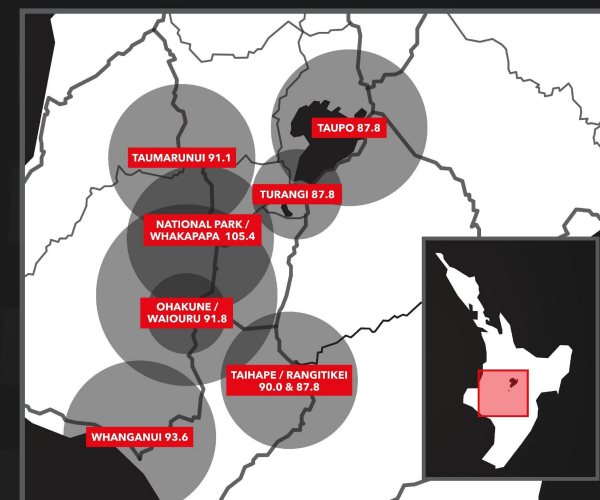 TAUPO 87.8
TAUMARUNUI 91.1
TURANGI 87.8
NATIONAL PARK /
WHAKAPAPA 105.4
OHAKUNE /
WAIOURU 91.8
TAIHAPE / RANGITIKEI
90.0 & 87.8
WHANGANUI 93.6